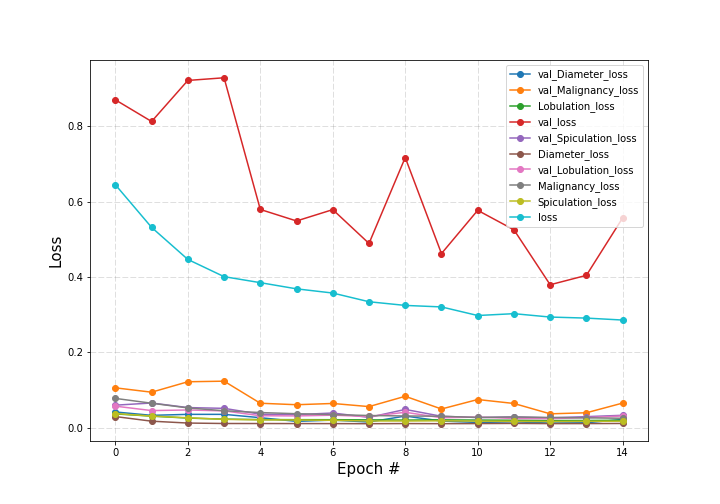 val_Diameter_loss
val_Malignancy_loss
Lobulation_loss
val_loss
val_Spiculation_loss
Diameter_loss
val_Lobulation_loss
Malignancy_loss
Spiculation_loss
loss
0.8
0.6
0.4
0.2
0.0
Loss
0 2 4 6 8 10 12 14
Epoch #